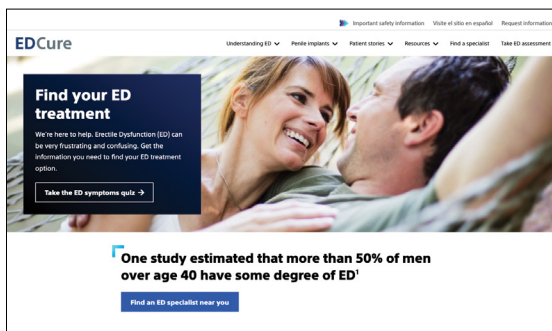 Important safety information Visite el sitio en español Request information
EDCure
Understanding ED Penile implants Patient stories Resources Find a specialist Take ED assessment
Find your ED
treatment
We're here to help. Erectile Dysfunction (ED) can
be very frustrating and confusing. Get the
information you need to find your ED treatment
option.
Take the ED symptoms quiz →
One study estimated that more than 50% of men
over age 40 have some degree of ED¹
Find an ED specialist near you